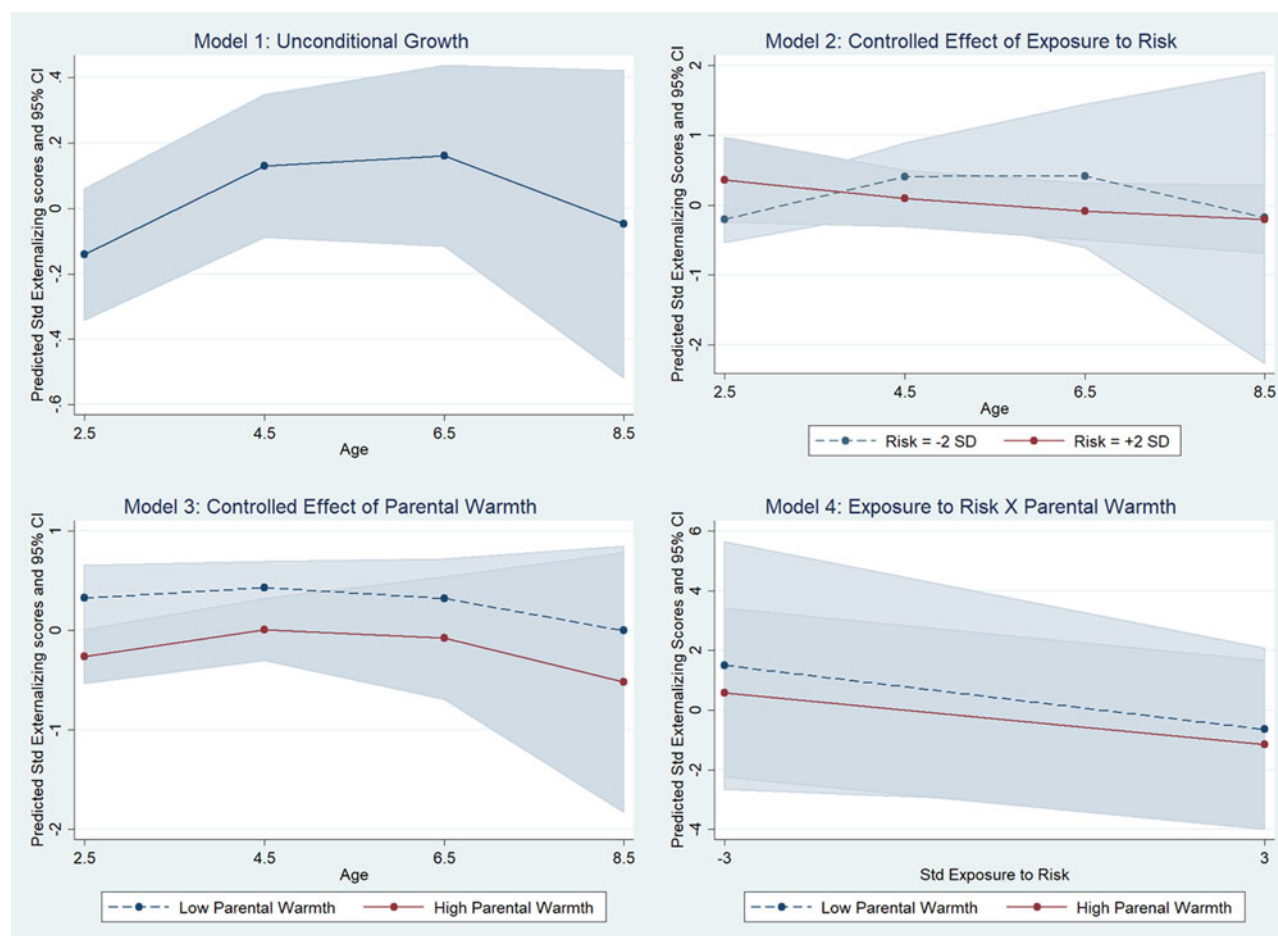 Model 1: Unconditional Growth
Predicted Std Externalizing scores and 95% CI
.4
.2
0
-.2
-.4
-.6
2.5 4.5 6.5 8.5
Age
Model 2: Controlled Effect of Exposure to Risk
Predicted Std Externalizing Scores and 95% CI
2
1
0
-1
-2
2.5 4.5 6.5 8.5
Age
Risk = -2 SD Risk = +2 SD
Model 3: Controlled Effect of Parental Warmth
Predicted Std Externalizing scores and 95% CI
1
0
-1
-2
2.5 4.5 6.5 8.5
Age
Low Parental Warmth High Parental Warmth
Model 4: Exposure to Risk X Parental Warmth
Predicted Std Externalizing Scores and 95% CI
6
4
2
0
-2
-4
-3 3
Std Exposure to Risk
Low Parental Warmth High Parenal Warmth